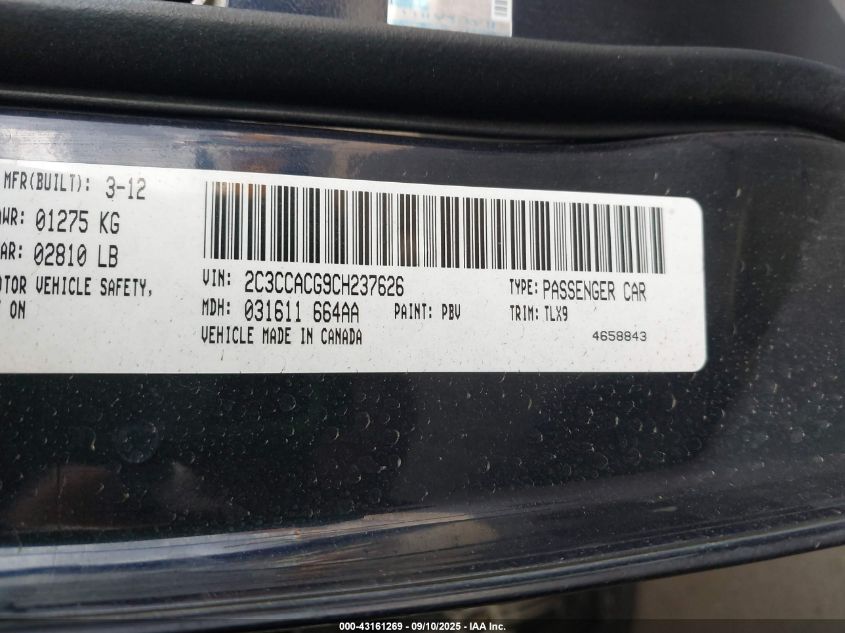 MFR(BUILT): 3-12
WR: 01275 KG
AR: 02810 LB
OTOR VEHICLE SAFETY,
ON
VIN: 2C3CCACG9CH237626
TYPE: PASSENGER CAR
MDH: 031611 664AA PAINT: PBV TRIM: TLX9
VEHICLE MADE IN CANADA
4658843
000-43161269 - 09/10/2025 - IAA Inc.